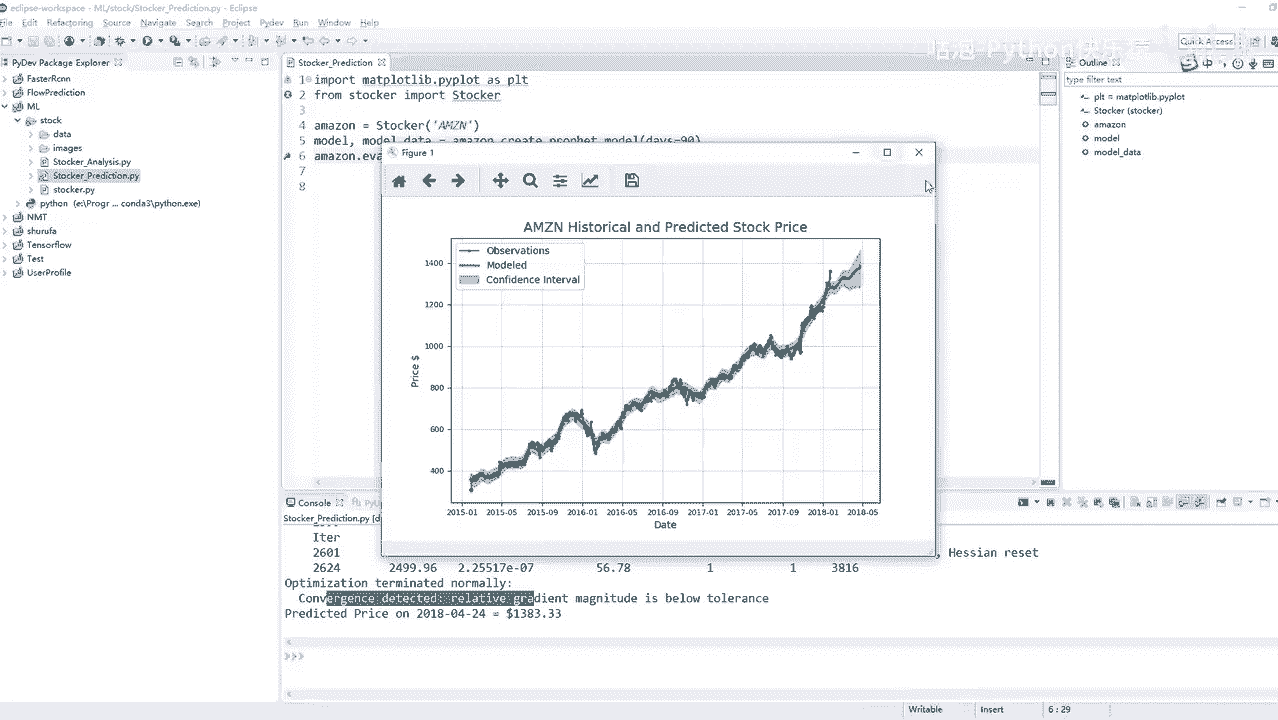 eclipse-workspace - ML/stock/Stocker_Prediction.py - Eclipse
File Edit Refactoring Source Navigate Search Project Pydev Run Window Help
Quick Access
PyDev Package Explorer
FasterRcnn
FlowPrediction
ML
stock
data
images
Stocker_Analysis.py
Stocker_Prediction.py
stocker.py
python (e:\Progr ... conda3\python.exe)
NMT
shurufa
Tensorflow
Test
UserProfile
Stocker_Prediction
1 import matplotlib.pyplot as plt
2 from stocker import Stocker
3
4 amazon = Stocker('AMZN')
5 model, model_data = amazon.create_prophet_model(days=90)
6 amazon.eva
7
8
Outline
type filter text
plt = matplotlib.pyplot
Stocker (stocker)
amazon
model
model_data
Figure 1
AMZN Historical and Predicted Stock Price
Observations
Modeled
Confidence Interval
Price $
1400
1200
1000
800
600
400
2015-01 2015-05 2015-09 2016-01 2016-05 2016-09 2017-01 2017-05 2017-09 2018-01 2018-05
Date
Console
Stocker_Prediction.py [d
Iter
2601 , Hessian reset
2624 2499.96 2.25517e-07 56.78 1 1 3816
Optimization terminated normally:
Convergence detected: relative gradient magnitude is below tolerance
Predicted Price on 2018-04-24 = $1383.33
>>>
Writable Insert 6 : 29